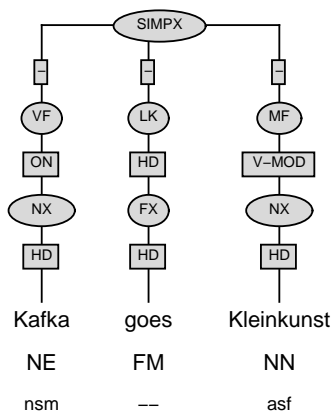 SIMPX
– – –
VF LK MF
ON HD V–MOD
NX FX NX
HD HD HD
Kafka goes Kleinkunst
NE FM NN
nsm –– asf